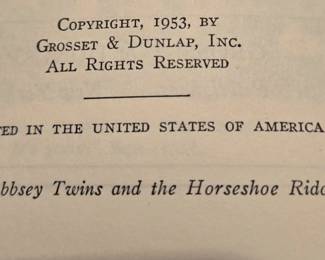 COPYRIGHT, 1953, BY
GROSSET & DUNLAP, INC.
ALL RIGHTS RESERVED
TED IN THE UNITED STATES OF AMERICA
bbsey Twins and the Horseshoe Ridd